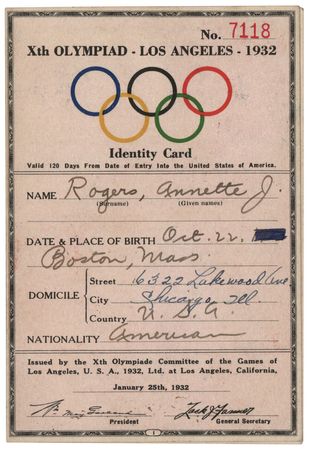 No. 7118
Xth OLYMPIAD - LOS ANGELES - 1932
Identity Card
Valid 120 Days From Date of Entry Into the United States of America.
NAME Rogers, Annette J.
(Surname) (Given names)
DATE & PLACE OF BIRTH Oct. 22.
Boston, Mass.
Street 6322 Lakewood Ave.
DOMICILE City Chicago Ill
Country U. S. A.
NATIONALITY American
Issued by the Xth Olympiade Committee of the Games of
Los Angeles, U. S. A., 1932, Ltd. at Los Angeles, California,
January 25th, 1932
President General Secretary
1